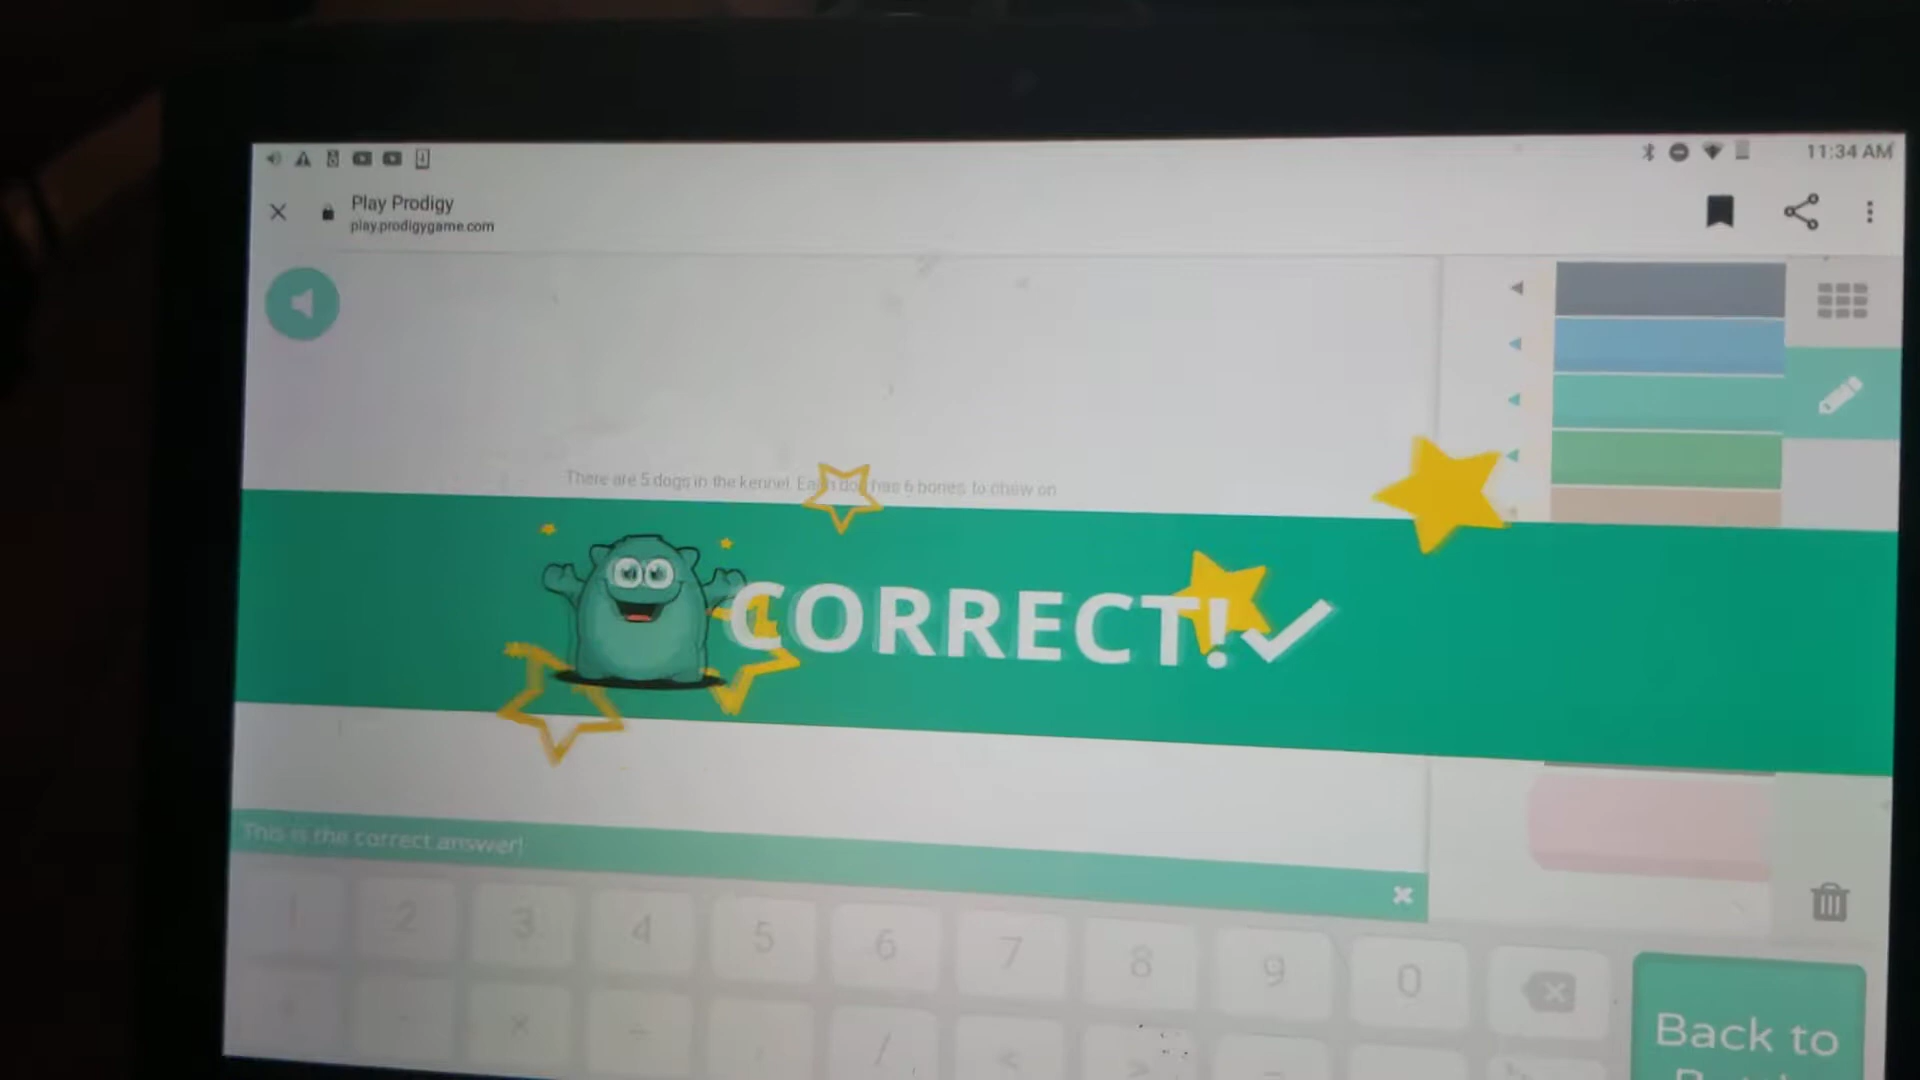 11:34 AM
Play Prodigy
play.prodigygame.com
There are 5 dogs in the kennel. Each dog has 6 bones to chew on
CORRECT!
This is the correct answer!
1 2 3 4 5 6 7 8 9 0
× − . / < > =
Back to